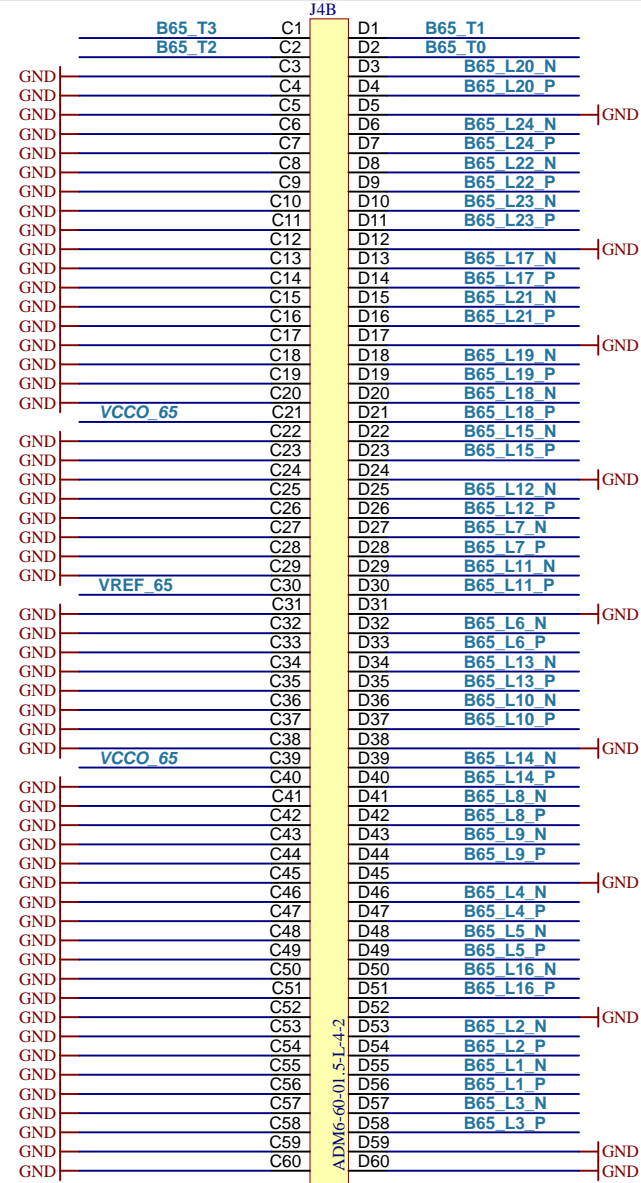 J4B
B65_T3 C1 D1 B65_T1
B65_T2 C2 D2 B65_T0
GND C3 D3 B65_L20_N
GND C4 D4 B65_L20_P
GND C5 D5 GND
GND C6 D6 B65_L24_N
GND C7 D7 B65_L24_P
GND C8 D8 B65_L22_N
GND C9 D9 B65_L22_P
GND C10 D10 B65_L23_N
GND C11 D11 B65_L23_P
GND C12 D12 GND
GND C13 D13 B65_L17_N
GND C14 D14 B65_L17_P
GND C15 D15 B65_L21_N
GND C16 D16 B65_L21_P
GND C17 D17 GND
GND C18 D18 B65_L19_N
GND C19 D19 B65_L19_P
GND C20 D20 B65_L18_N
VCCO_65 C21 D21 B65_L18_P
GND C22 D22 B65_L15_N
GND C23 D23 B65_L15_P
GND C24 D24 GND
GND C25 D25 B65_L12_N
GND C26 D26 B65_L12_P
GND C27 D27 B65_L7_N
GND C28 D28 B65_L7_P
GND C29 D29 B65_L11_N
VREF_65 C30 D30 B65_L11_P
GND C31 D31 GND
GND C32 D32 B65_L6_N
GND C33 D33 B65_L6_P
GND C34 D34 B65_L13_N
GND C35 D35 B65_L13_P
GND C36 D36 B65_L10_N
GND C37 D37 B65_L10_P
GND C38 D38 GND
VCCO_65 C39 D39 B65_L14_N
GND C40 D40 B65_L14_P
GND C41 D41 B65_L8_N
GND C42 D42 B65_L8_P
GND C43 D43 B65_L9_N
GND C44 D44 B65_L9_P
GND C45 D45 GND
GND C46 D46 B65_L4_N
GND C47 D47 B65_L4_P
GND C48 D48 B65_L5_N
GND C49 D49 B65_L5_P
GND C50 D50 B65_L16_N
GND C51 D51 B65_L16_P
GND C52 D52 GND
GND C53 D53 B65_L2_N
GND C54 D54 B65_L2_P
GND C55 D55 B65_L1_N
GND C56 D56 B65_L1_P
GND C57 D57 B65_L3_N
GND C58 D58 B65_L3_P
GND C59 D59 GND
GND C60 D60 GND
ADM6-60-01.5-L-4-2